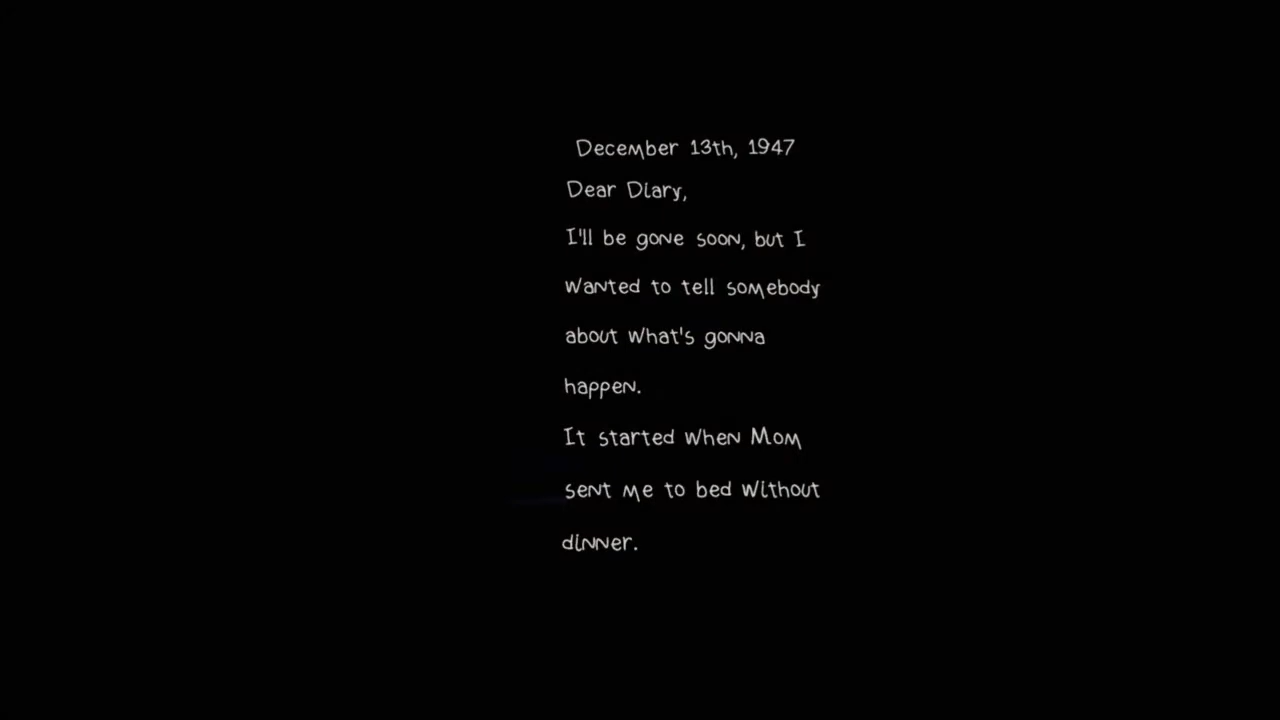 December 13th, 1947
Dear Diary,
I'll be gone soon, but I
wanted to tell somebody
about what's gonna
happen.
It started when Mom
sent me to bed without
dinner.